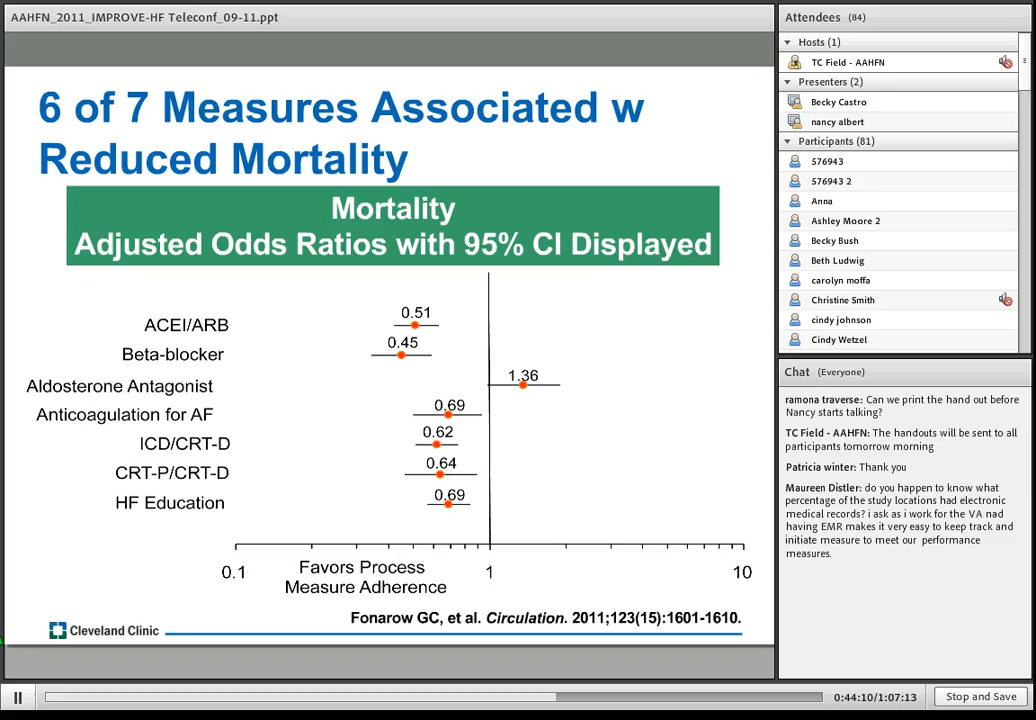 AAHFN_2011_IMPROVE-HF Teleconf_09-11.ppt
6 of 7 Measures Associated w
Reduced Mortality
Mortality
Adjusted Odds Ratios with 95% CI Displayed
ACEI/ARB
0.51
Beta-blocker
0.45
Aldosterone Antagonist
1.36
Anticoagulation for AF
0.69
ICD/CRT-D
0.62
CRT-P/CRT-D
0.64
HF Education
0.69
0.1
Favors Process
Measure Adherence
1
10
Fonarow GC, et al. Circulation. 2011;123(15):1601-1610.
Cleveland Clinic
Attendees (84)
Hosts (1)
TC Field - AAHFN
Presenters (2)
Becky Castro
nancy albert
Participants (81)
576943
576943 2
Anna
Ashley Moore 2
Becky Bush
Beth Ludwig
carolyn moffa
Christine Smith
cindy johnson
Cindy Wetzel
Chat (Everyone)
ramona traverse: Can we print the hand out before
Nancy starts talking?
TC Field - AAHFN: The handouts will be sent to all
participants tomorrow morning
Patricia winter: Thank you
Maureen Distler: do you happen to know what
percentage of the study locations had electronic
medical records? i ask as i work for the VA nad
having EMR makes it very easy to keep track and
initiate measure to meet our performance
measures.
0:44:10/1:07:13
Stop and Save